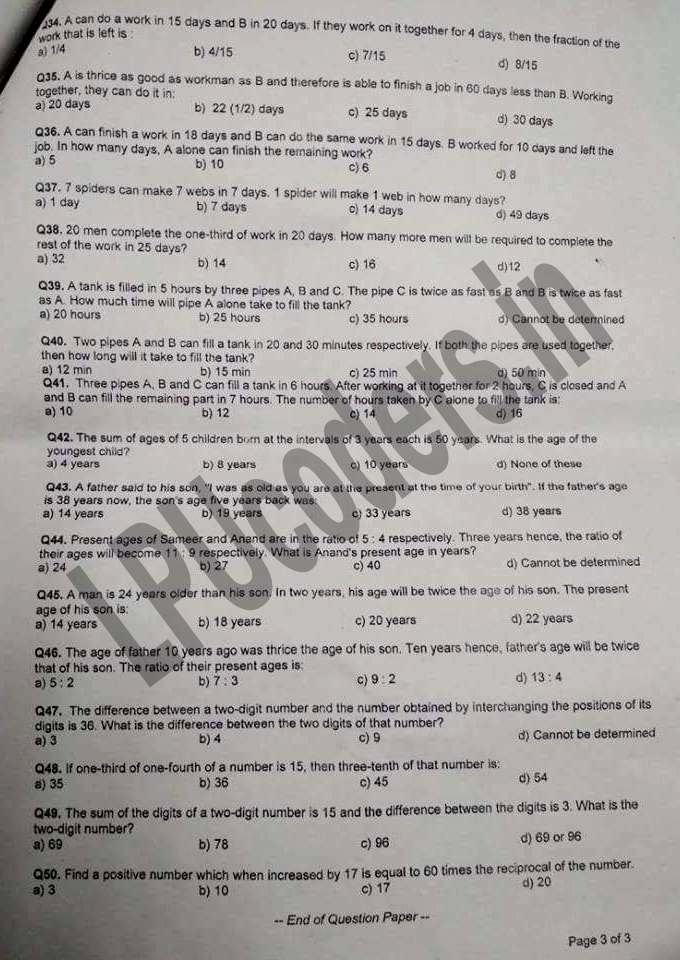 Q34. A can do a work in 15 days and B in 20 days. If they work on it together for 4 days, then the fraction of the
work that is left is :
a) 1/4 b) 4/15 c) 7/15 d) 8/15
Q35. A is thrice as good as workman as B and therefore is able to finish a job in 60 days less than B. Working
together, they can do it in:
a) 20 days b) 22 (1/2) days c) 25 days d) 30 days
Q36. A can finish a work in 18 days and B can do the same work in 15 days. B worked for 10 days and left the
job. In how many days, A alone can finish the remaining work?
a) 5 b) 10 c) 6 d) 8
Q37. 7 spiders can make 7 webs in 7 days. 1 spider will make 1 web in how many days?
a) 1 day b) 7 days c) 14 days d) 49 days
Q38. 20 men complete the one-third of work in 20 days. How many more men will be required to complete the
rest of the work in 25 days?
a) 32 b) 14 c) 16 d)12
Q39. A tank is filled in 5 hours by three pipes A, B and C. The pipe C is twice as fast as B and B is twice as fast
as A. How much time will pipe A alone take to fill the tank?
a) 20 hours b) 25 hours c) 35 hours d) Cannot be determined
Q40. Two pipes A and B can fill a tank in 20 and 30 minutes respectively. If both the pipes are used together,
then how long will it take to fill the tank?
a) 12 min b) 15 min c) 25 min d) 50 min
Q41. Three pipes A, B and C can fill a tank in 6 hours. After working at it together for 2 hours, C is closed and A
and B can fill the remaining part in 7 hours. The number of hours taken by C alone to fill the tank is:
a) 10 b) 12 c) 14 d) 16
Q42. The sum of ages of 5 children born at the intervals of 3 years each is 50 years. What is the age of the
youngest child?
a) 4 years b) 8 years c) 10 years d) None of these
Q43. A father said to his son, "I was as old as you are at the present at the time of your birth". If the father's age
is 38 years now, the son's age five years back was:
a) 14 years b) 19 years c) 33 years d) 38 years
Q44. Present ages of Sameer and Anand are in the ratio of 5 : 4 respectively. Three years hence, the ratio of
their ages will become 11 : 9 respectively. What is Anand's present age in years?
a) 24 b) 27 c) 40 d) Cannot be determined
Q45. A man is 24 years older than his son. In two years, his age will be twice the age of his son. The present
age of his son is:
a) 14 years b) 18 years c) 20 years d) 22 years
Q46. The age of father 10 years ago was thrice the age of his son. Ten years hence, father's age will be twice
that of his son. The ratio of their present ages is:
a) 5 : 2 b) 7 : 3 c) 9 : 2 d) 13 : 4
Q47. The difference between a two-digit number and the number obtained by interchanging the positions of its
digits is 36. What is the difference between the two digits of that number?
a) 3 b) 4 c) 9 d) Cannot be determined
Q48. If one-third of one-fourth of a number is 15, then three-tenth of that number is:
a) 35 b) 36 c) 45 d) 54
Q49. The sum of the digits of a two-digit number is 15 and the difference between the digits is 3. What is the
two-digit number?
a) 69 b) 78 c) 96 d) 69 or 96
Q50. Find a positive number which when increased by 17 is equal to 60 times the reciprocal of the number.
a) 3 b) 10 c) 17 d) 20
-- End of Question Paper --
Page 3 of 3
LPUcoders.in